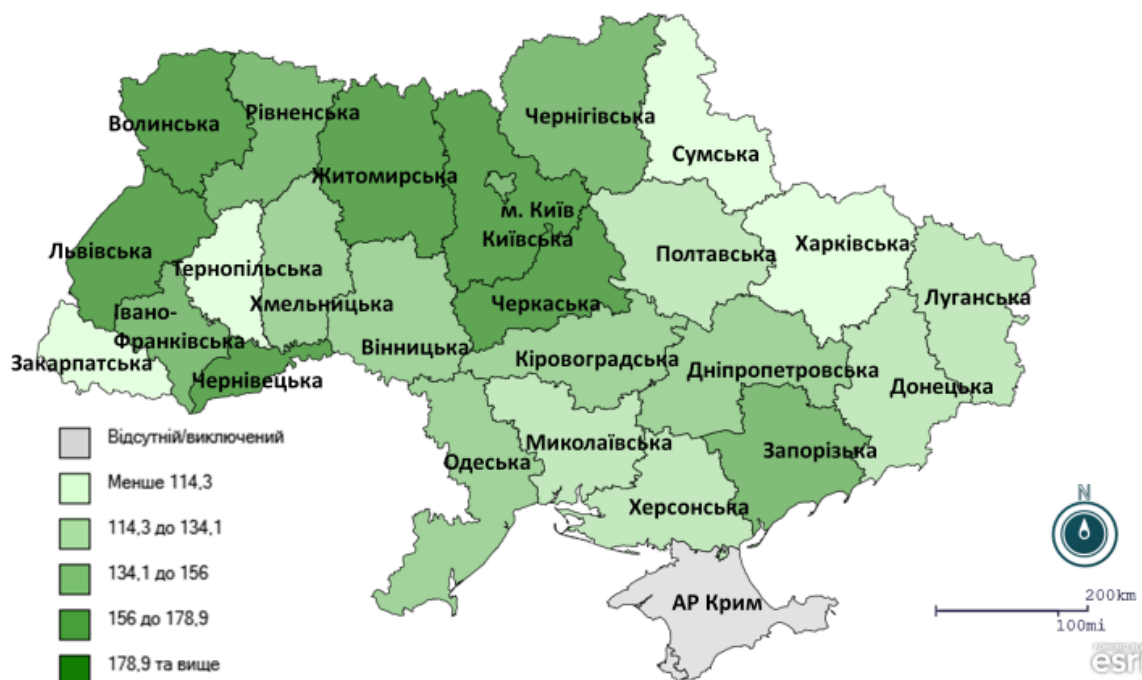 Волинська
Рівненська
Чернігівська
Сумська
Житомирська
м. Київ
Київська
Львівська
Тернопільська
Полтавська
Харківська
Хмельницька
Черкаська
Луганська
Івано-
Франківська
Вінницька
Кіровоградська
Закарпатська
Чернівецька
Дніпропетровська
Донецька
Миколаївська
Запорізька
Одеська
Херсонська
АР Крим
Відсутній/виключений
Менше 114,3
114,3 до 134,1
134,1 до 156
156 до 178,9
178,9 та вище
N
200km
100mi
esri